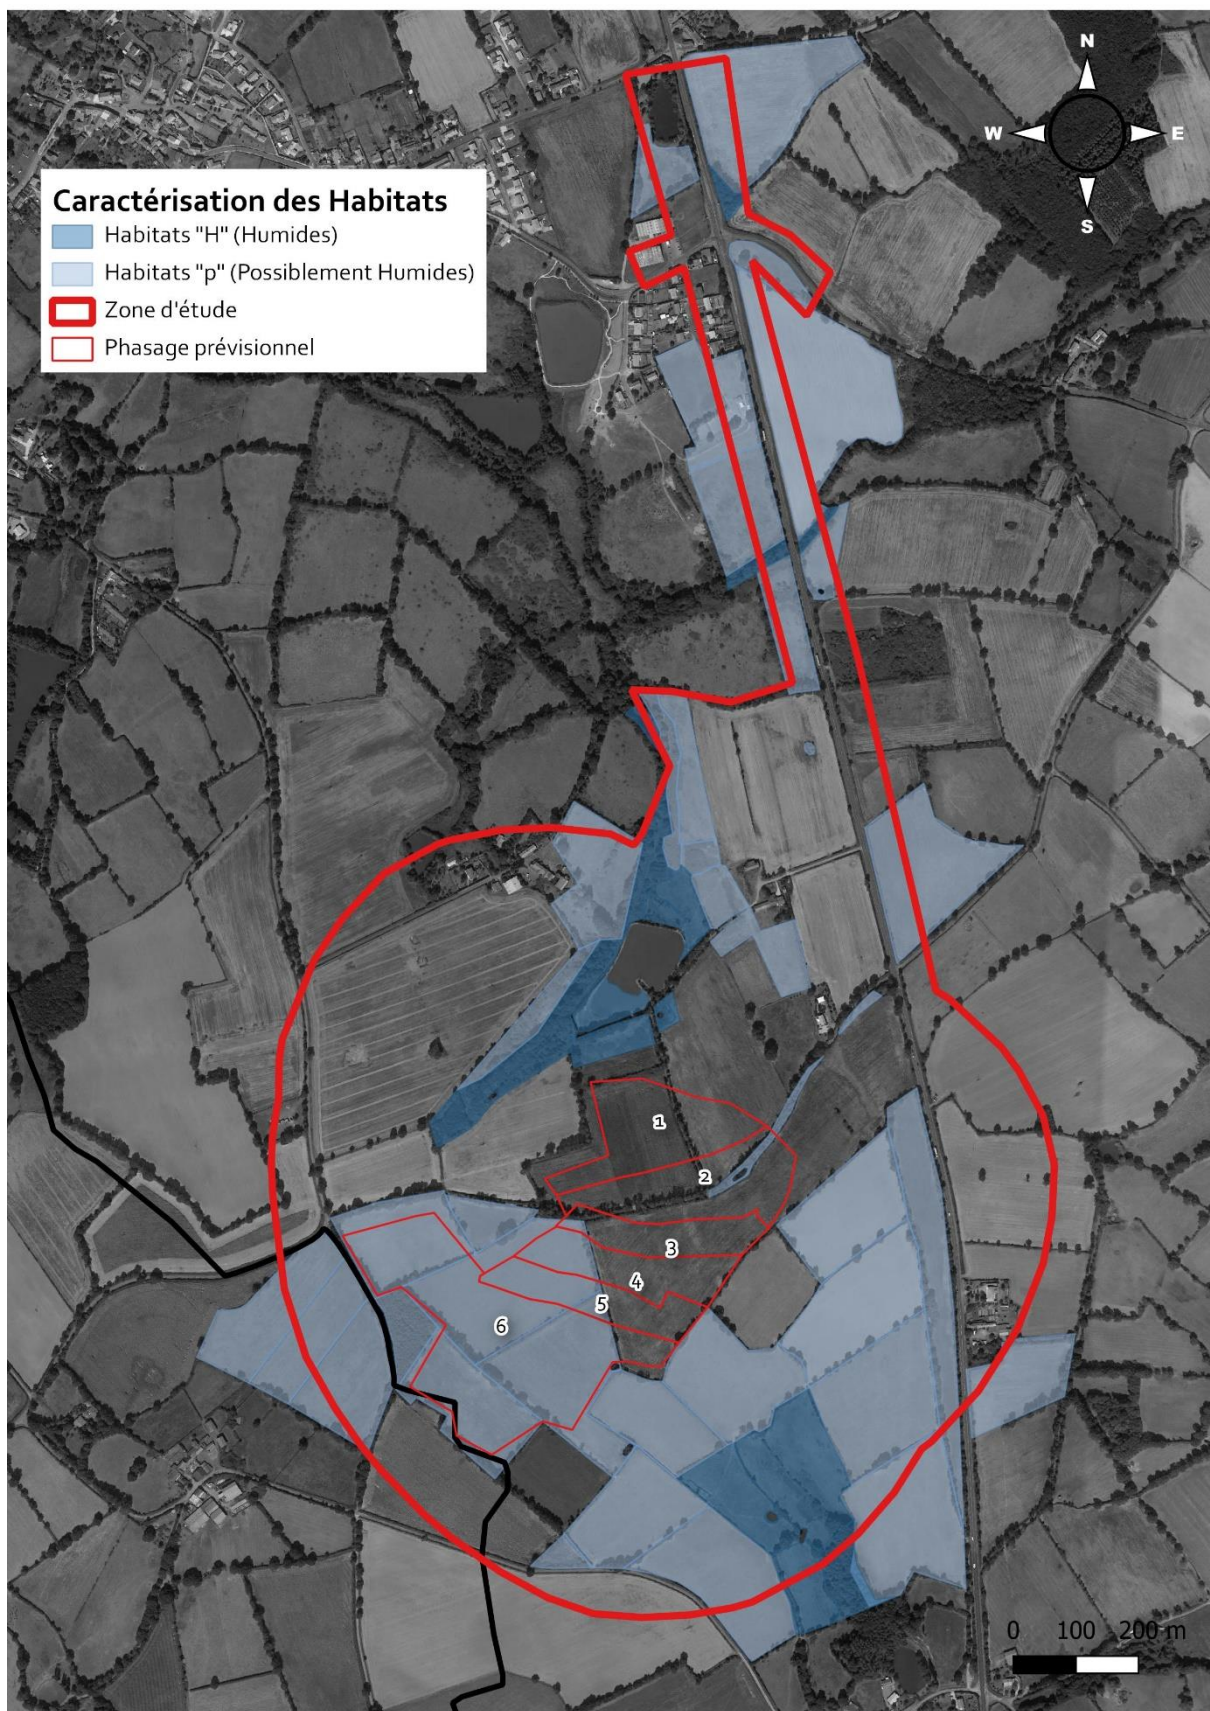 N
W E
S
Caractérisation des Habitats
Habitats "H" (Humides)
Habitats "p" (Possiblement Humides)
Zone d'étude
Phasage prévisionnel
1
2
3
4
5
6
0 100 200 m